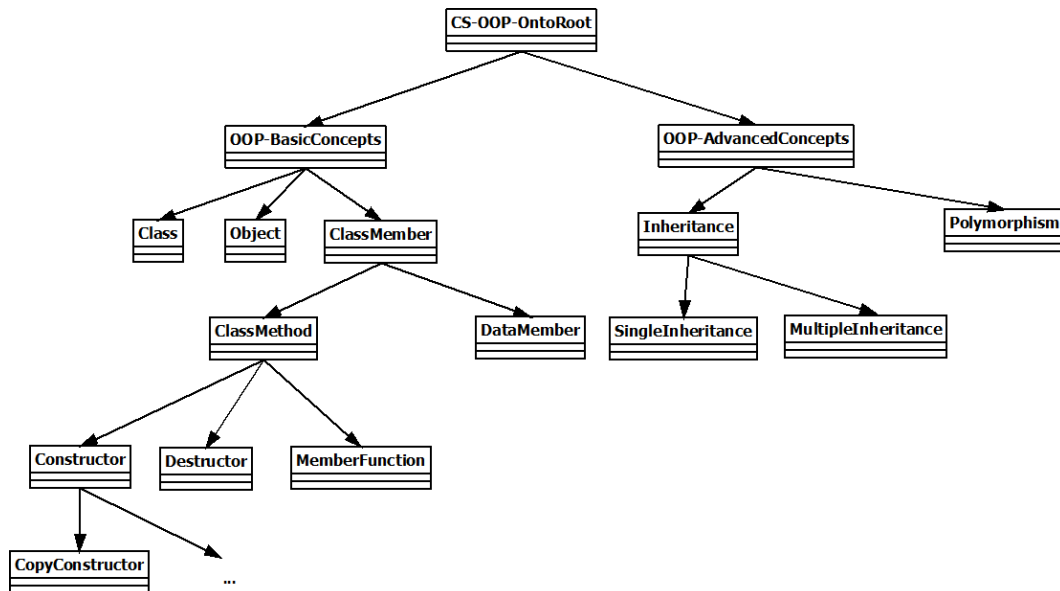 CS-OOP-OntoRoot
OOP-BasicConcepts
OOP-AdvancedConcepts
Class
Object
ClassMember
Inheritance
Polymorphism
ClassMethod
DataMember
SingleInheritance
MultipleInheritance
Constructor
Destructor
MemberFunction
CopyConstructor
...